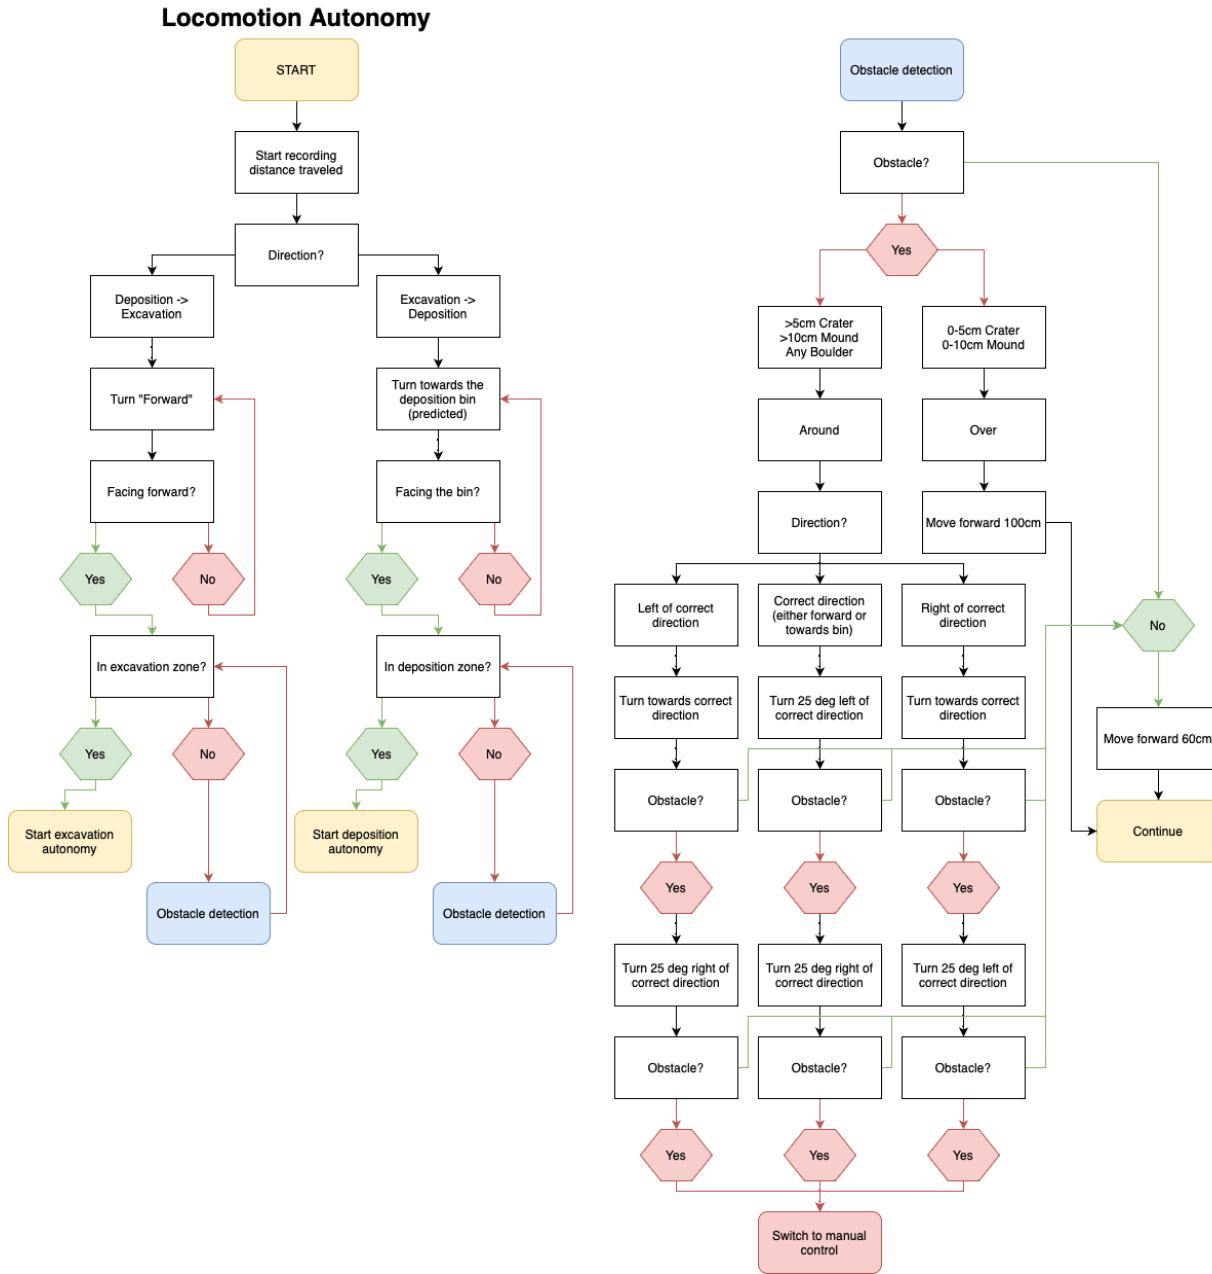 Locomotion Autonomy
START
Start recording
distance traveled
Direction?
Deposition ->
Excavation
Excavation ->
Deposition
Turn "Forward"
Turn towards the
deposition bin
(predicted)
Facing forward?
Facing the bin?
Yes
No
Yes
No
In excavation zone?
In deposition zone?
Yes
No
Yes
No
Start excavation
autonomy
Start deposition
autonomy
Obstacle detection
Obstacle detection
Obstacle detection
Obstacle?
Yes
>5cm Crater
>10cm Mound
Any Boulder
0-5cm Crater
0-10cm Mound
Around
Over
Direction?
Move forward 100cm
Left of correct
direction
Correct direction
(either forward or
towards bin)
Right of correct
direction
No
Turn towards correct
direction
Turn 25 deg left of
correct direction
Turn towards correct
direction
Move forward 60cm
Obstacle?
Obstacle?
Obstacle?
Continue
Yes
Yes
Yes
Turn 25 deg right of
correct direction
Turn 25 deg right of
correct direction
Turn 25 deg left of
correct direction
Obstacle?
Obstacle?
Obstacle?
Yes
Yes
Yes
Switch to manual
control